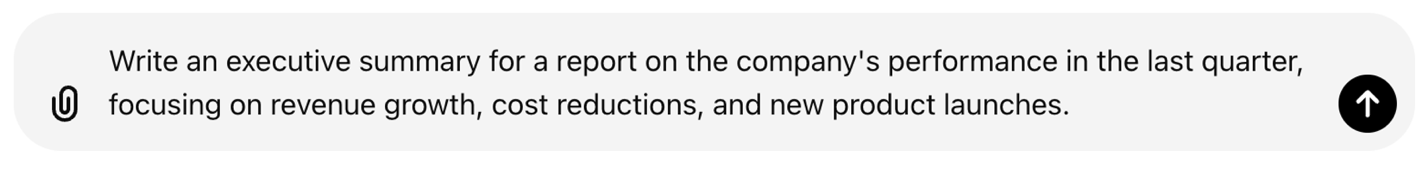 Write an executive summary for a report on the company's performance in the last quarter,
focusing on revenue growth, cost reductions, and new product launches.